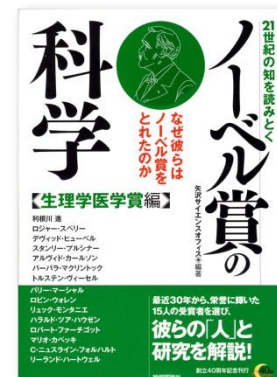 21世紀の知を読みとく
ノーベル賞の
科学
なぜ彼らは
ノーベル賞を
とれたのか
矢沢サイエンスオフィス●編著
【生理学医学賞編】
利根川 進
ロジャー・スペリー
デヴィッド・ヒューベル
スタンリー・プルシナー
アルヴィド・カールソン
バーバラ・マクリントック
トルステン・ヴィーセル
バリー・マーシャル
ロビン・ウォレン
リュック・モンタニエ
ハラルド・ツア・ハウゼン
ロバート・ファーチゴット
マリオ・カペッキ
C・ニュスライン－フォルハルト
リーランド・ハートウェル
最近30年から、栄誉に輝いた
15人の受賞者を選び、
彼らの「人」と
研究を解説!
創立40周年記念刊行